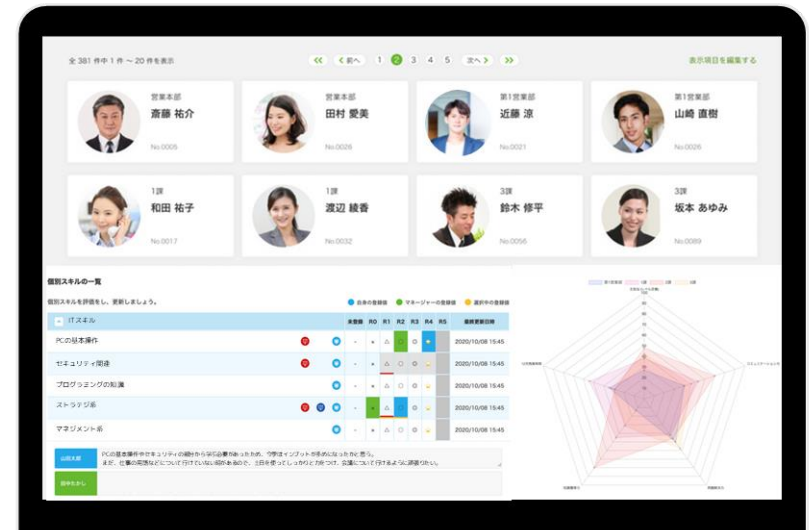 全 381 件中 1 件 ～ 20 件を表示
前へ 1 2 3 4 5 次へ
表示項目を編集する
営業本部
斎藤 祐介
No.0005
営業本部
田村 愛美
No.0026
第1営業部
近藤 涼
No.0021
第1営業部
山崎 直樹
No.0026
1課
和田 祐子
No.0017
1課
渡辺 綾香
No.0032
3課
鈴木 修平
No.0056
3課
坂本 あゆみ
No.0089
個別スキルの一覧
個別スキルを評価をし、更新しましょう。
自身の登録値 マネージャーの登録値 選択中の登録値
ITスキル 未登録 R0 R1 R2 R3 R4 R5 最終更新日時
PCの基本操作 2020/10/08 15:45
セキュリティ関連 2020/10/08 15:45
プログラミングの知識 2020/10/08 15:45
ストラテジ系 2020/10/08 15:45
マネジメント系 2020/10/08 15:45
山田太郎
田中たかし